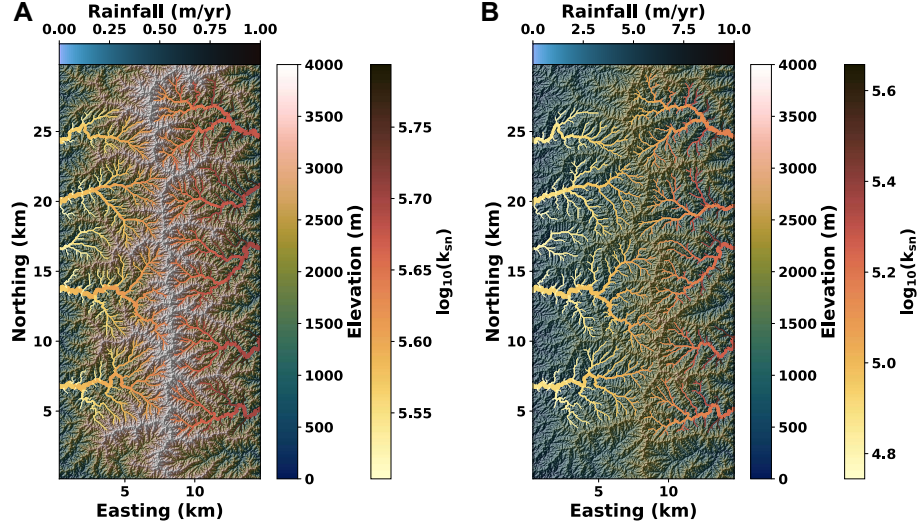 A
Rainfall (m/yr)
0.00 0.25 0.50 0.75 1.00
Northing (km)
25
20
15
10
5
5 10
Easting (km)
4000
3500
3000
2500
2000
1500
1000
500
0
Elevation (m)
5.75
5.70
5.65
5.60
5.55
log10(ksn)
B
Rainfall (m/yr)
0.0 2.5 5.0 7.5 10.0
Northing (km)
25
20
15
10
5
5 10
Easting (km)
4000
3500
3000
2500
2000
1500
1000
500
0
Elevation (m)
5.6
5.4
5.2
5.0
4.8
log10(ksn)